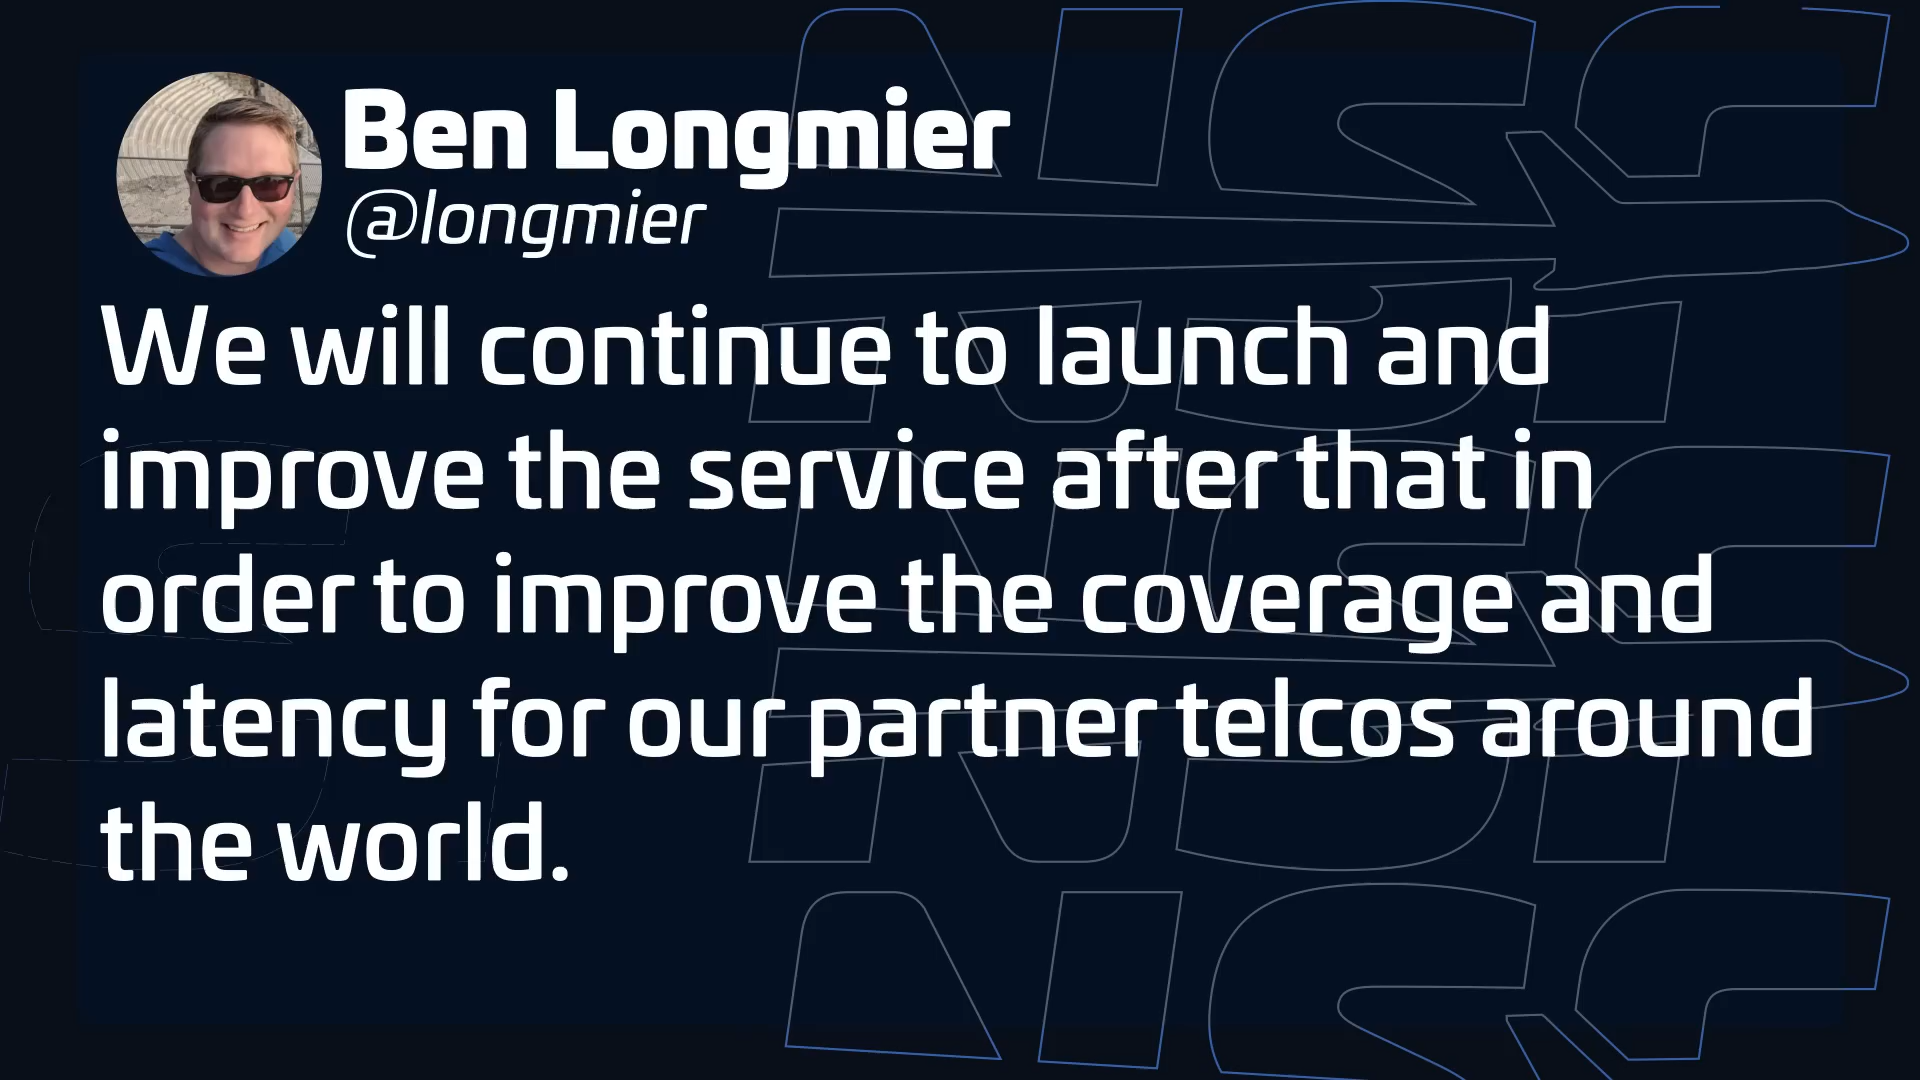 Ben Longmier
@longmier
We will continue to launch and
improve the service after that in
order to improve the coverage and
latency for our partner telcos around
the world.